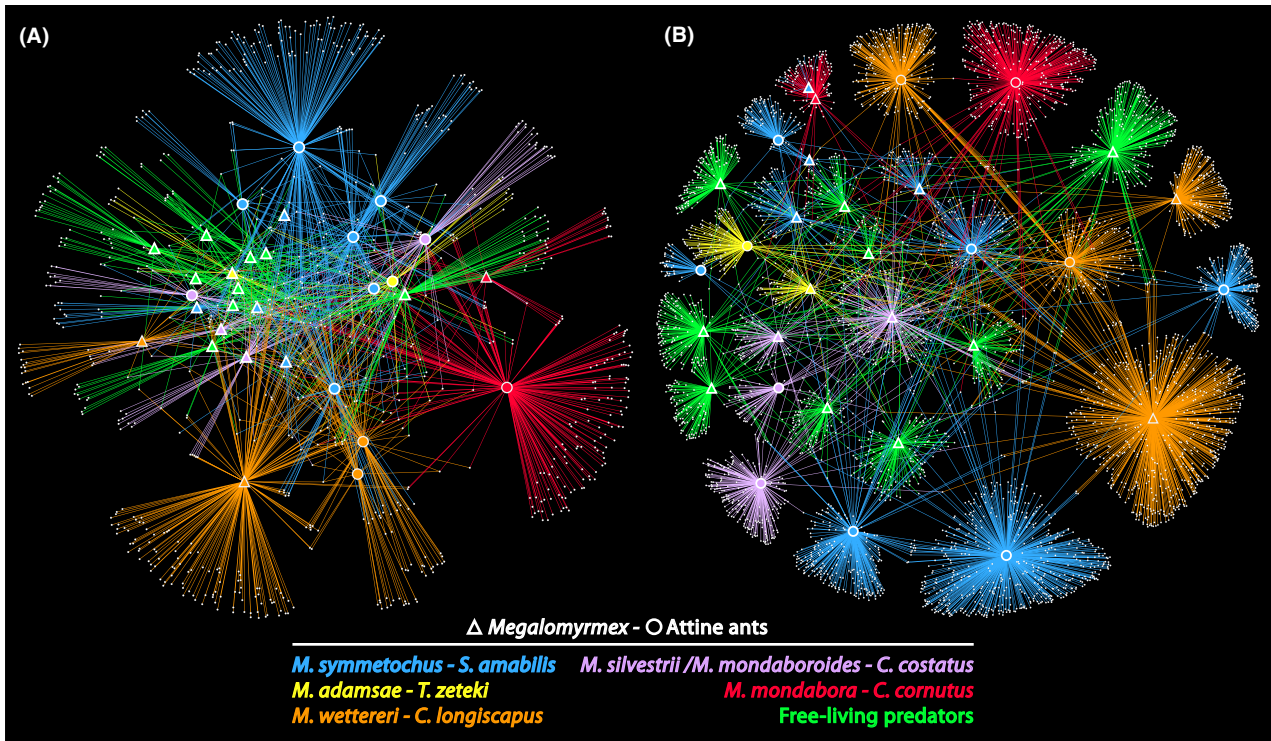 (A)
(B)
△ Megalomyrmex - ○ Attine ants
M. symmetochus - S. amabilis
M. silvestrii /M. mondaboroides - C. costatus
M. adamsae - T. zeteki
M. mondabora - C. cornutus
M. wettereri - C. longiscapus
Free-living predators